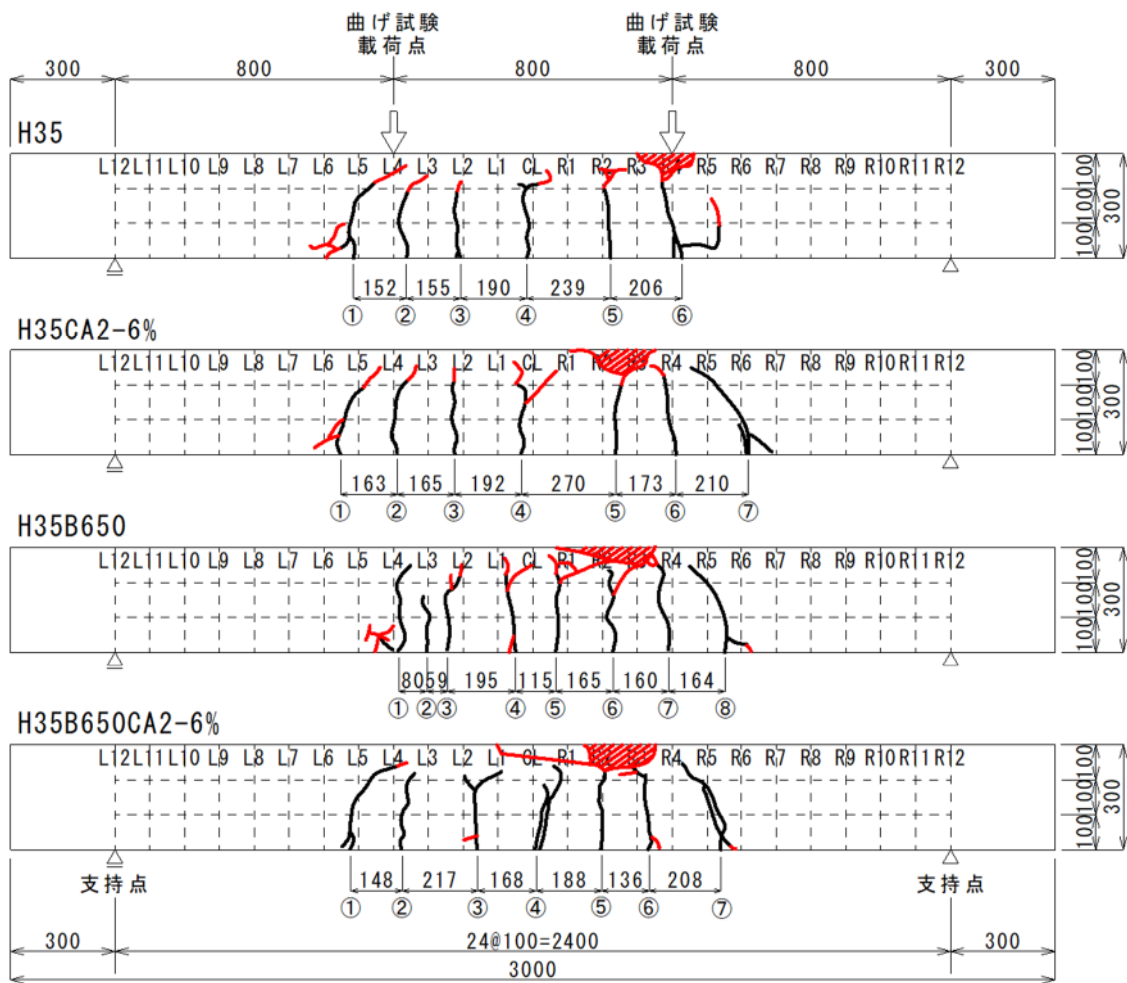 曲げ試験 曲げ試験
載荷点 載荷点
300 800 800 800 300
H35
L12 L11 L10 L9 L8 L7 L6 L5 L4 L3 L2 L1 CL R1 R2 R3 R5 R6 R7 R8 R9 R10 R11 R12
100 100 100 300
152 155 190 239 206
① ② ③ ④ ⑤ ⑥
H35CA2-6%
L12 L11 L10 L9 L8 L7 L6 L5 L4 L3 L2 L1 CL R1 R4 R5 R6 R7 R8 R9 R10 R11 R12
100 100 100 300
163 165 192 270 173 210
① ② ③ ④ ⑤ ⑥ ⑦
H35B650
L12 L11 L10 L9 L8 L7 L6 L5 L4 L3 L2 L1 CL R1 R4 R5 R6 R7 R8 R9 R10 R11 R12
100 100 100 300
80 59 195 115 165 160 164
① ② ③ ④ ⑤ ⑥ ⑦ ⑧
H35B650CA2-6%
L12 L11 L10 L9 L8 L7 L6 L5 L4 L3 L2 L1 CL R1 R4 R5 R6 R7 R8 R9 R10 R11 R12
100 100 100 300
148 217 168 188 136 208
支持点 ① ② ③ ④ ⑤ ⑥ ⑦ 支持点
300 24@100=2400 300
3000